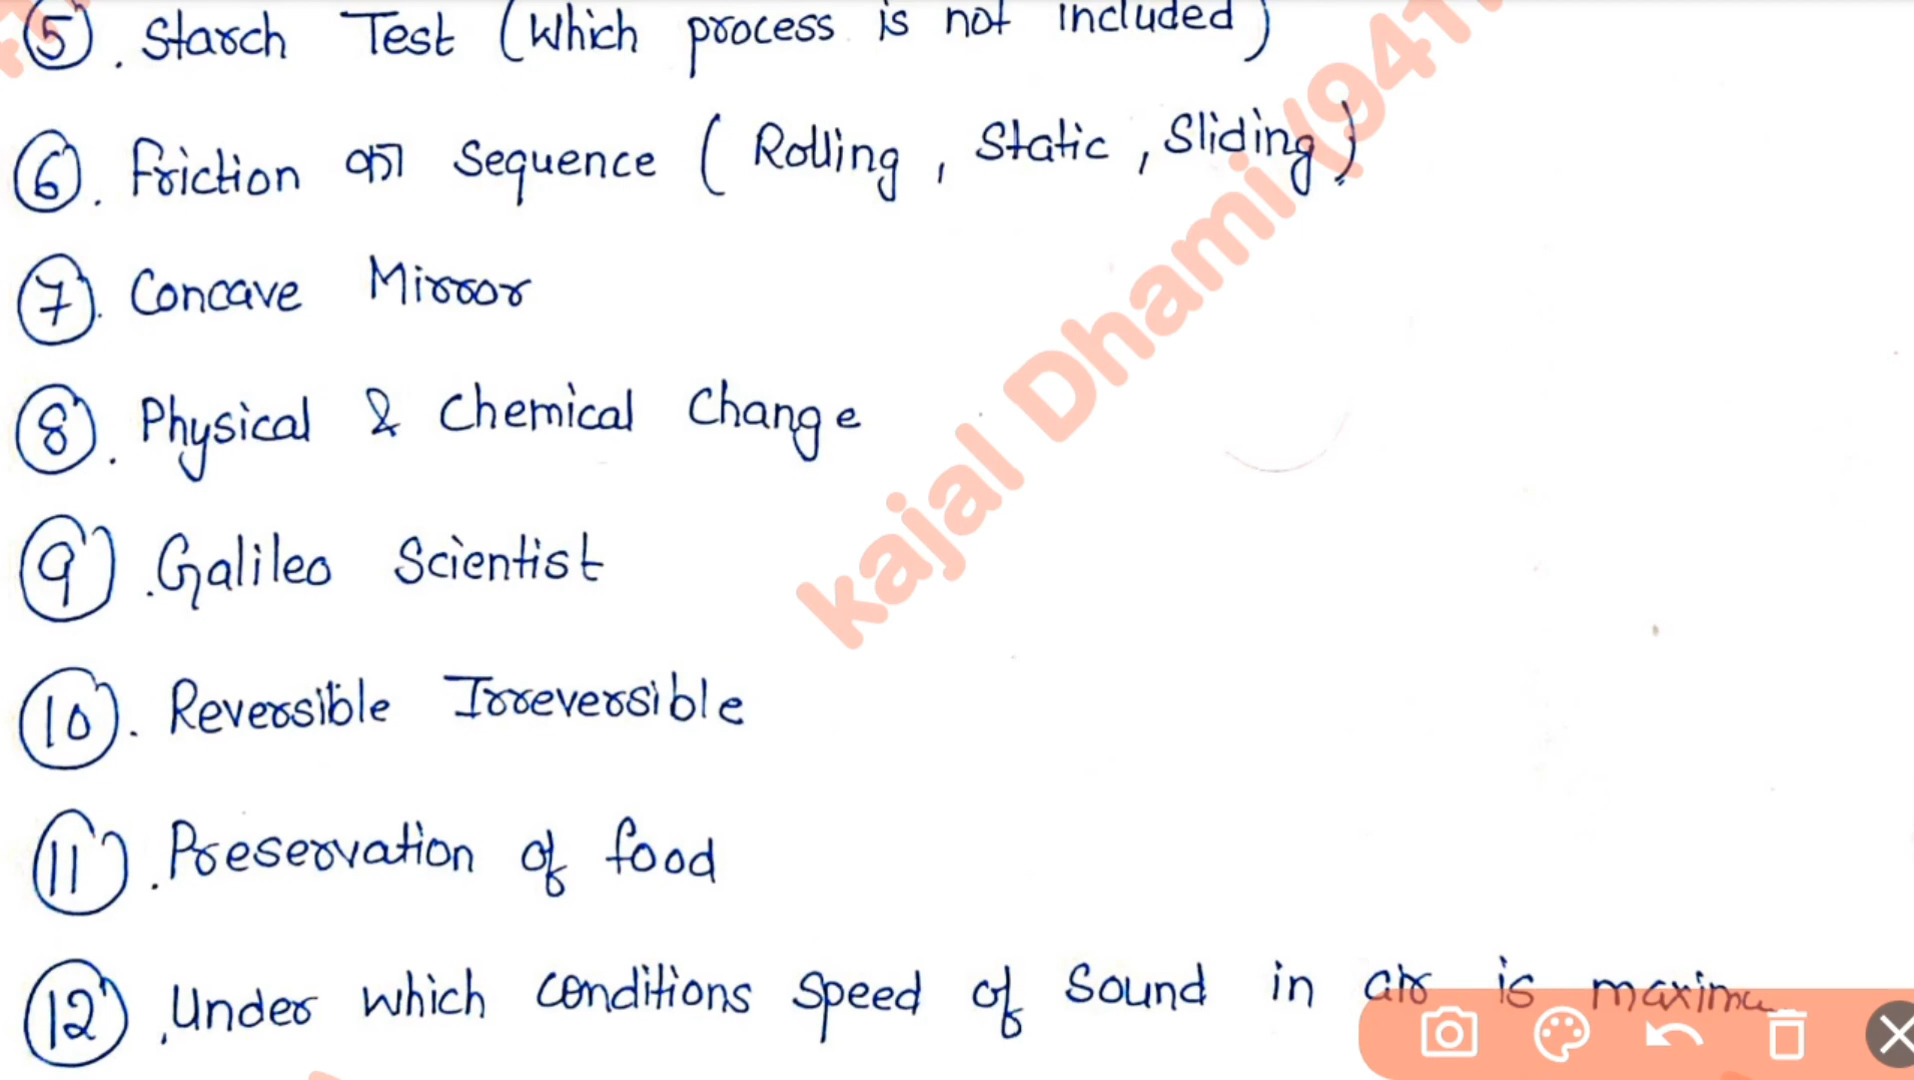 5. Starch Test (Which process is not included)
6. Friction का Sequence ( Rolling , Static , Sliding )
7. Concave Mirror
8. Physical & Chemical Change
9. Galileo Scientist
10. Reversible Irreversible
11. Preservation of food
12. Under which conditions speed of Sound in air is
kajal Dhami (941